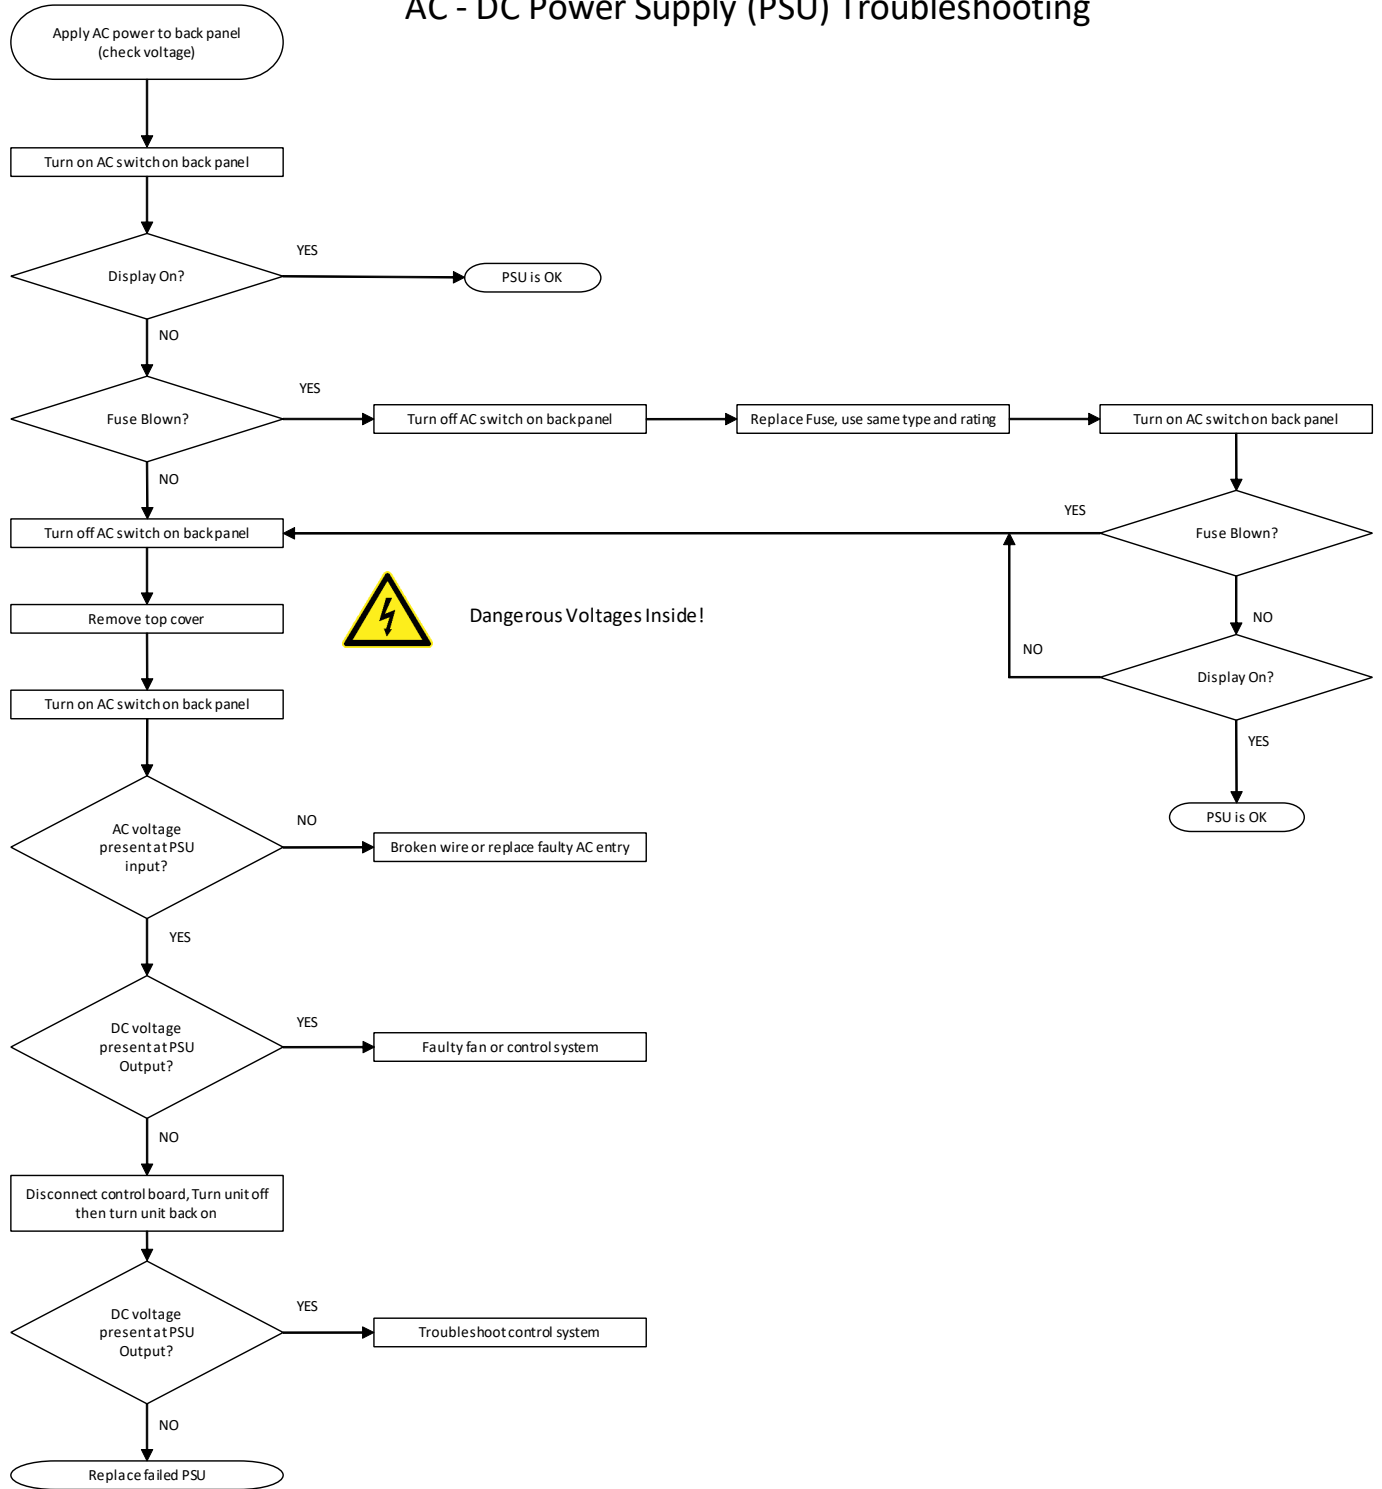 AC - DC Power Supply (PSU) Troubleshooting
Apply AC power to back panel
(check voltage)
Turn on AC switch on back panel
Display On?
YES
PSU is OK
NO
Fuse Blown?
YES
Turn off AC switch on back panel
Replace Fuse, use same type and rating
Turn on AC switch on back panel
NO
Turn off AC switch on back panel
YES
Fuse Blown?
Remove top cover
Dangerous Voltages Inside!
NO
NO
Display On?
Turn on AC switch on back panel
YES
PSU is OK
AC voltage
present at PSU
input?
NO
Broken wire or replace faulty AC entry
YES
DC voltage
present at PSU
Output?
YES
Faulty fan or control system
NO
Disconnect control board, Turn unit off
then turn unit back on
DC voltage
present at PSU
Output?
YES
Troubleshoot control system
NO
Replace failed PSU